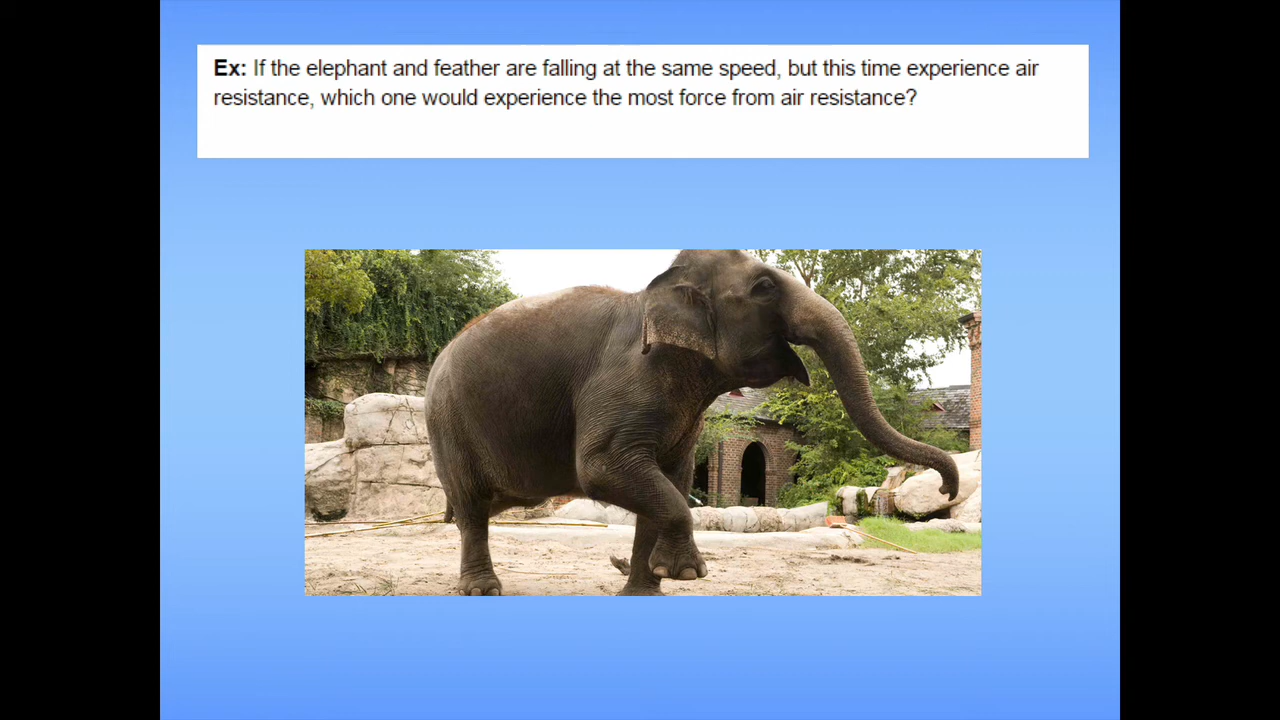 Ex: If the elephant and feather are falling at the same speed, but this time experience air
resistance, which one would experience the most force from air resistance?